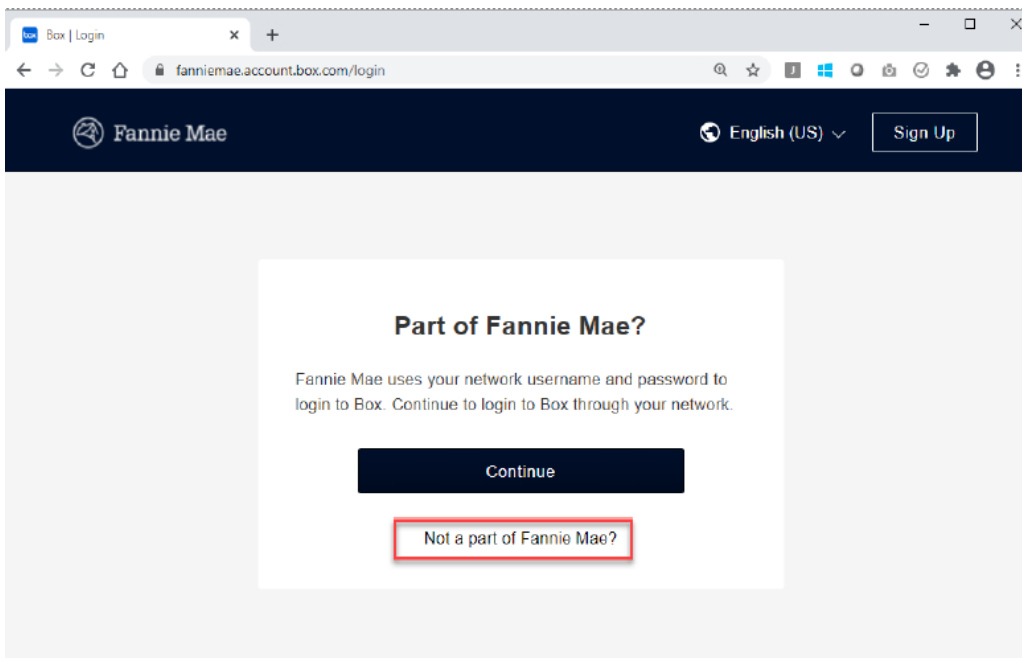 box Box | Login
fanniemae.account.box.com/login
Fannie Mae English (US) Sign Up
Part of Fannie Mae?
Fannie Mae uses your network username and password to
login to Box. Continue to login to Box through your network.
Continue
Not a part of Fannie Mae?